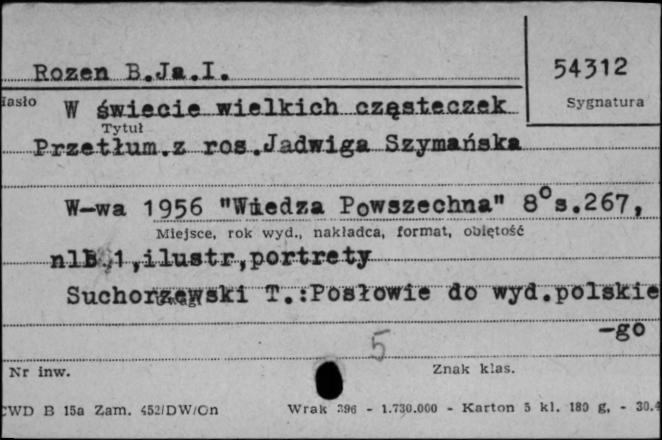 Rozen B.Ja.I.
54312
Hasło
Sygnatura
W świecie wielkich cząsteczek
Tytuł
Przetłum.z ros.Jadwiga Szymańska
W-wa 1956 "Wiedza Powszechna" 8°s.267,
Miejsce, rok wyd., nakładca, format, objętość
nlb.1,ilustr,portrety
Suchorzewski T.:Posłowie do wyd.polskie
-go
5
Nr inw.
Znak klas.
CWD B 15a Zam. 452/DW/Gn Wrak 396 - 1.730.000 - Karton 5 kl. 180 g. - 30.4